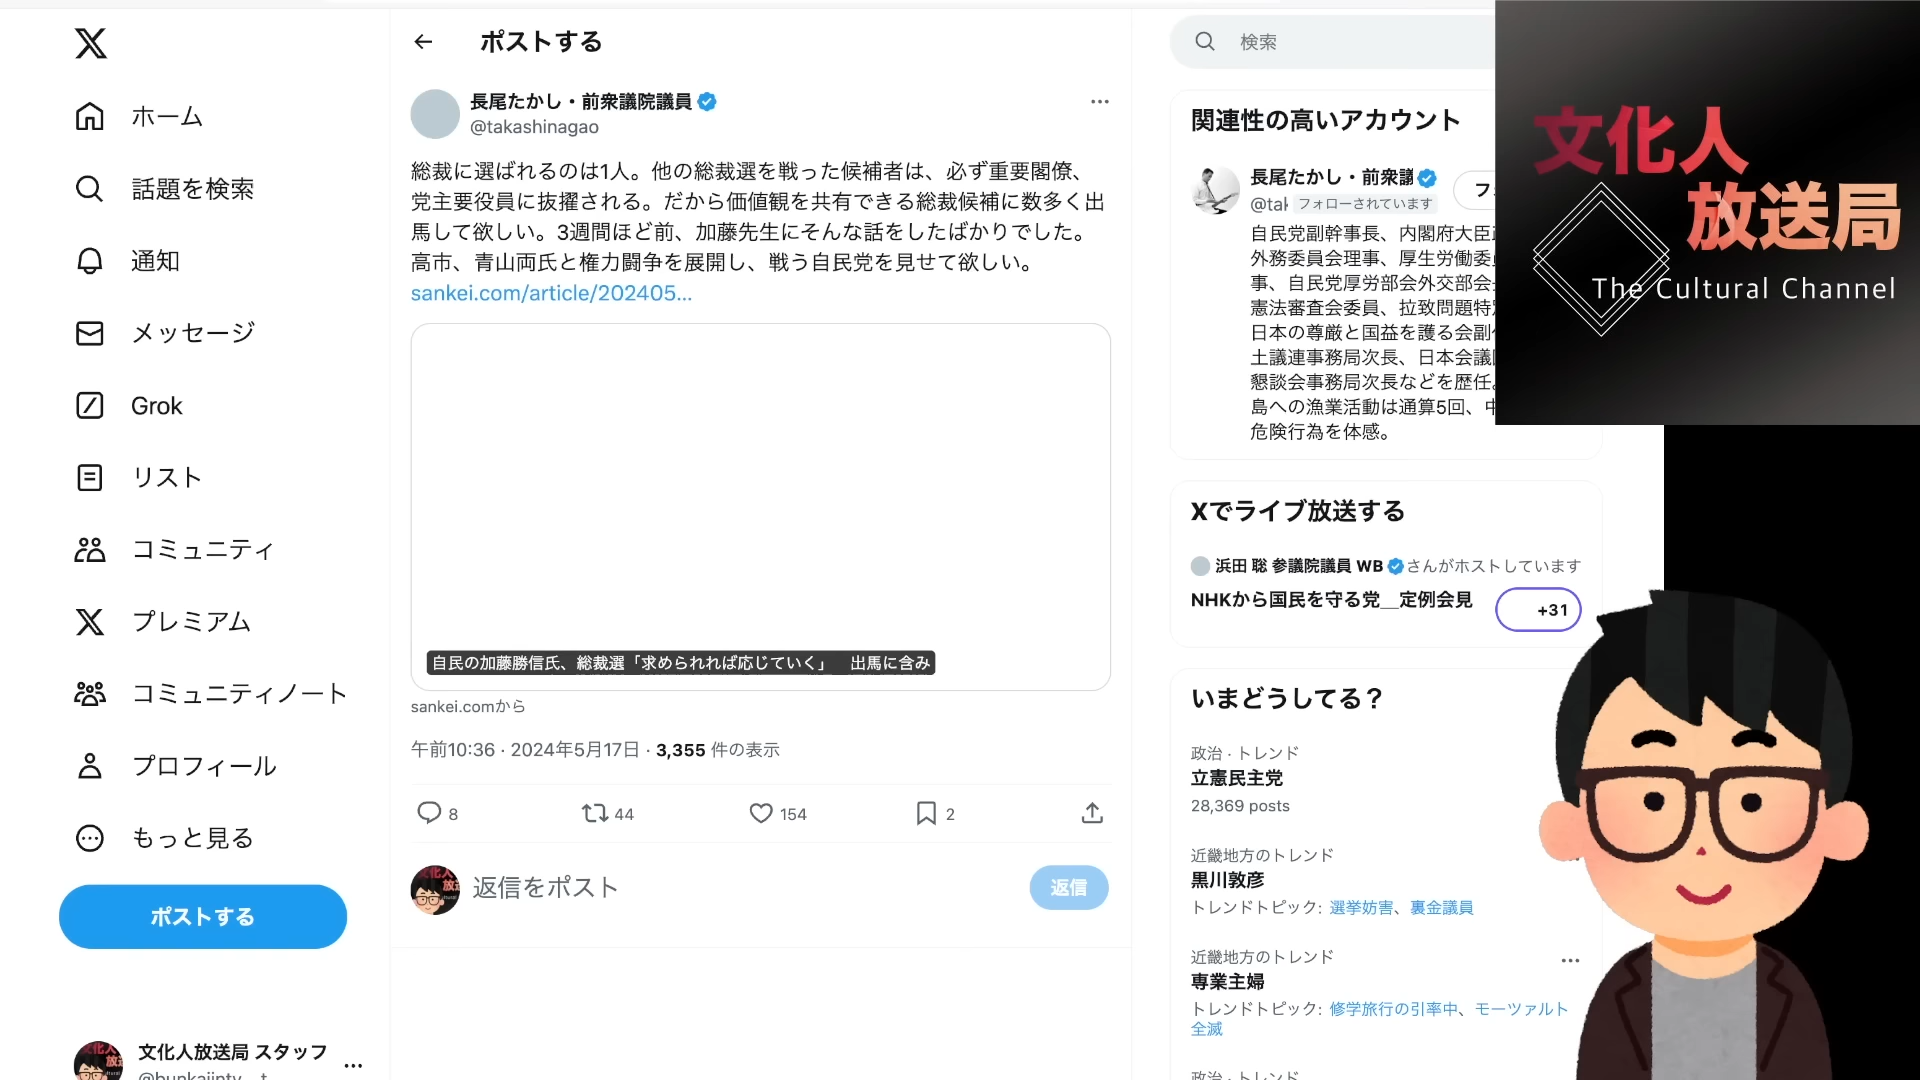 ホーム
話題を検索
通知
メッセージ
Grok
リスト
コミュニティ
プレミアム
コミュニティノート
プロフィール
もっと見る
ポストする
文化人放送局 スタッフ
ポストする
長尾たかし・前衆議院議員
@takashinagao
総裁に選ばれるのは1人。他の総裁選を戦った候補者は、必ず重要閣僚、
党主要役員に抜擢される。だから価値観を共有できる総裁候補に数多く出
馬して欲しい。3週間ほど前、加藤先生にそんな話をしたばかりでした。
高市、青山両氏と権力闘争を展開し、戦う自民党を見せて欲しい。
sankei.com/article/202405...
自民の加藤勝信氏、総裁選「求められれば応じていく」　出馬に含み
sankei.comから
午前10:36 · 2024年5月17日 · 3,355 件の表示
8 44 154 2
返信をポスト
返信
検索
関連性の高いアカウント
長尾たかし・前衆議
@tal フォローされています
フ
自民党副幹事長、内閣府大臣
外務委員会理事、厚生労働委
事、自民党厚労部会外交部会
憲法審査会委員、拉致問題特
日本の尊厳と国益を護る会副
土議連事務局次長、日本会議
懇談会事務局次長などを歴任。
島への漁業活動は通算5回、中
危険行為を体感。
Xでライブ放送する
浜田 聡 参議院議員 WB さんがホストしています
NHKから国民を守る党__定例会見
+31
いまどうしてる？
政治 · トレンド
立憲民主党
28,369 posts
近畿地方のトレンド
黒川敦彦
トレンドトピック: 選挙妨害、裏金議員
近畿地方のトレンド
専業主婦
トレンドトピック: 修学旅行の引率中、モーツァルト
全滅
文化人
放送局
The Cultural Channel